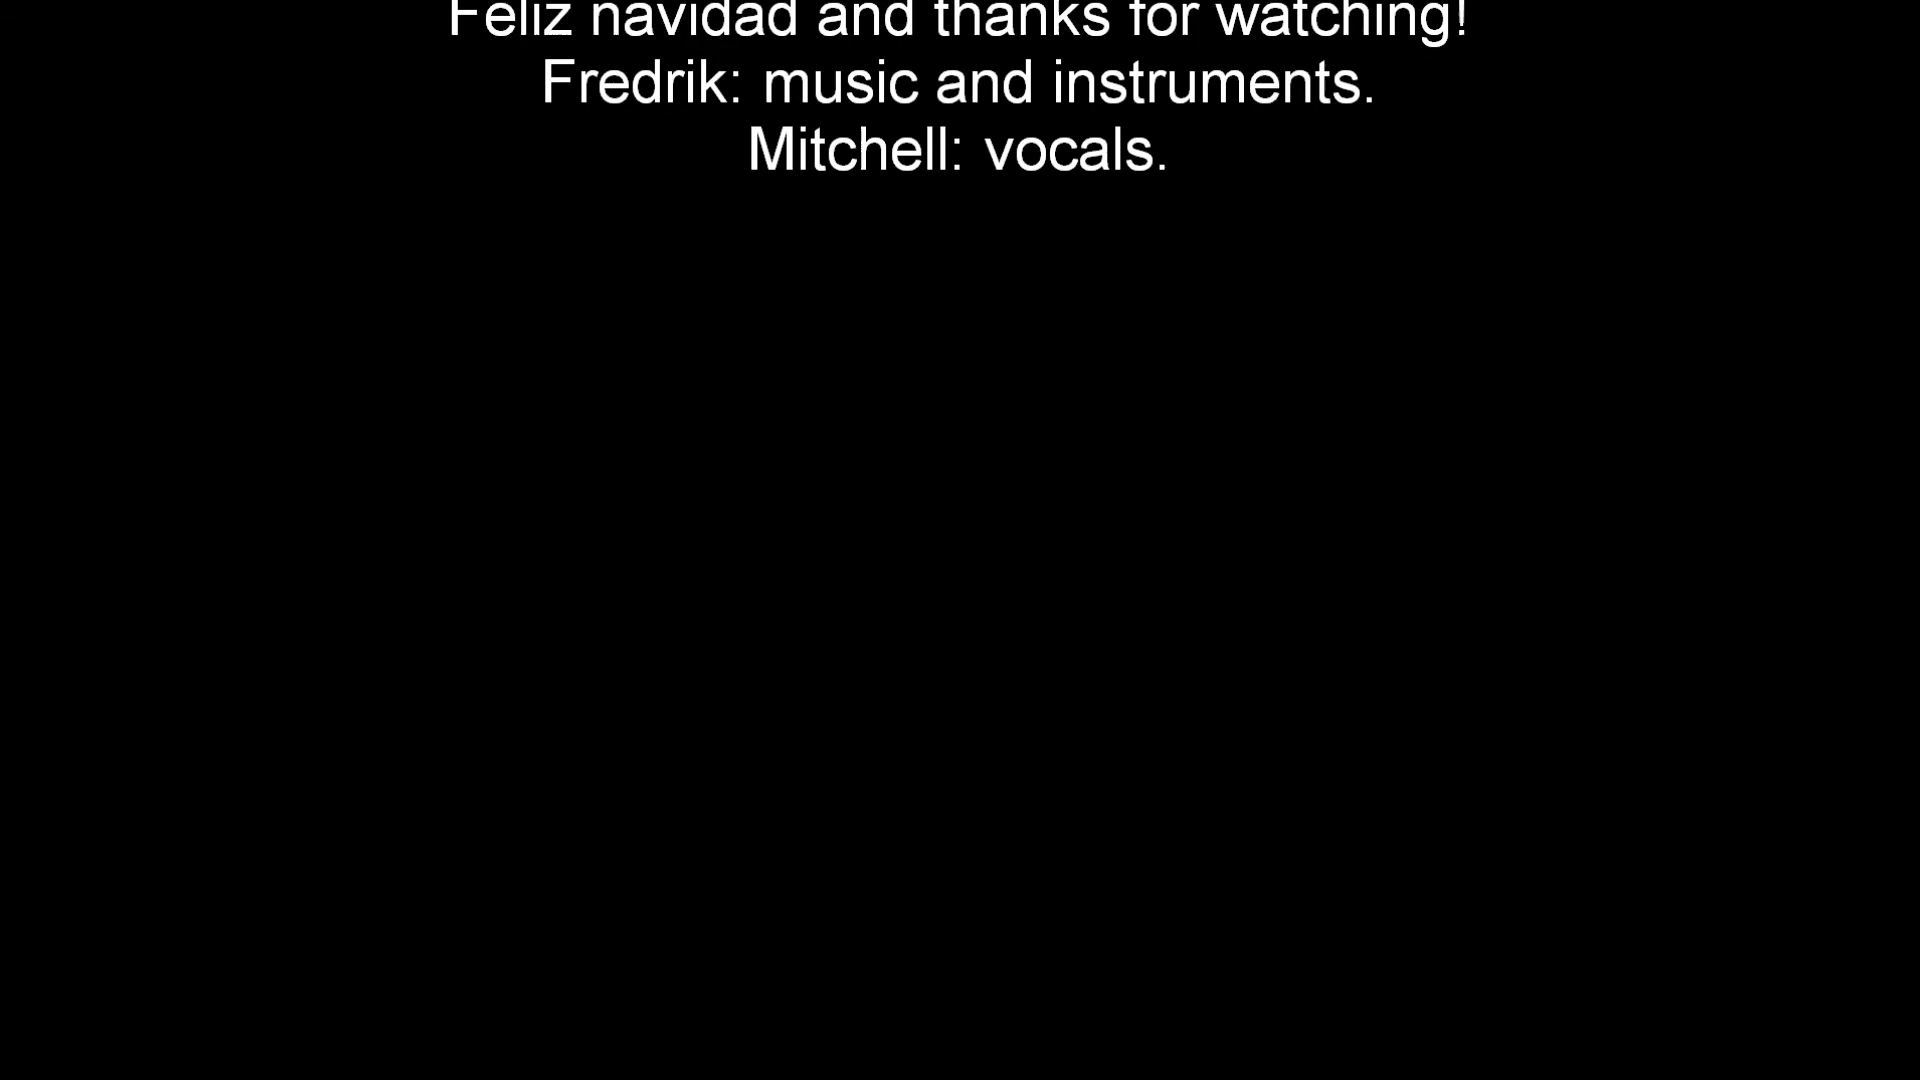 Feliz navidad and thanks for watching!
Fredrik: music and instruments.
Mitchell: vocals.